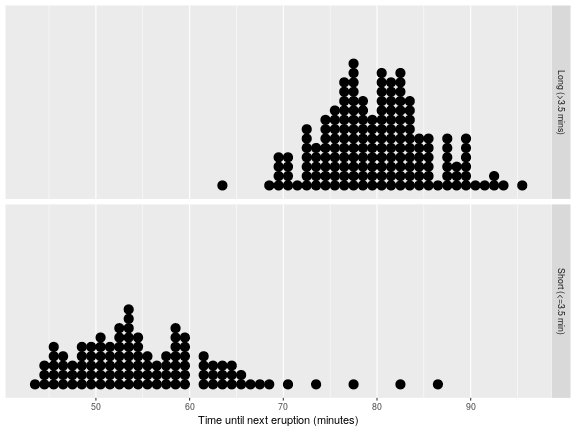 Long (>3.5 mins)
Short (<=3.5 min)
50 60 70 80 90
Time until next eruption (minutes)